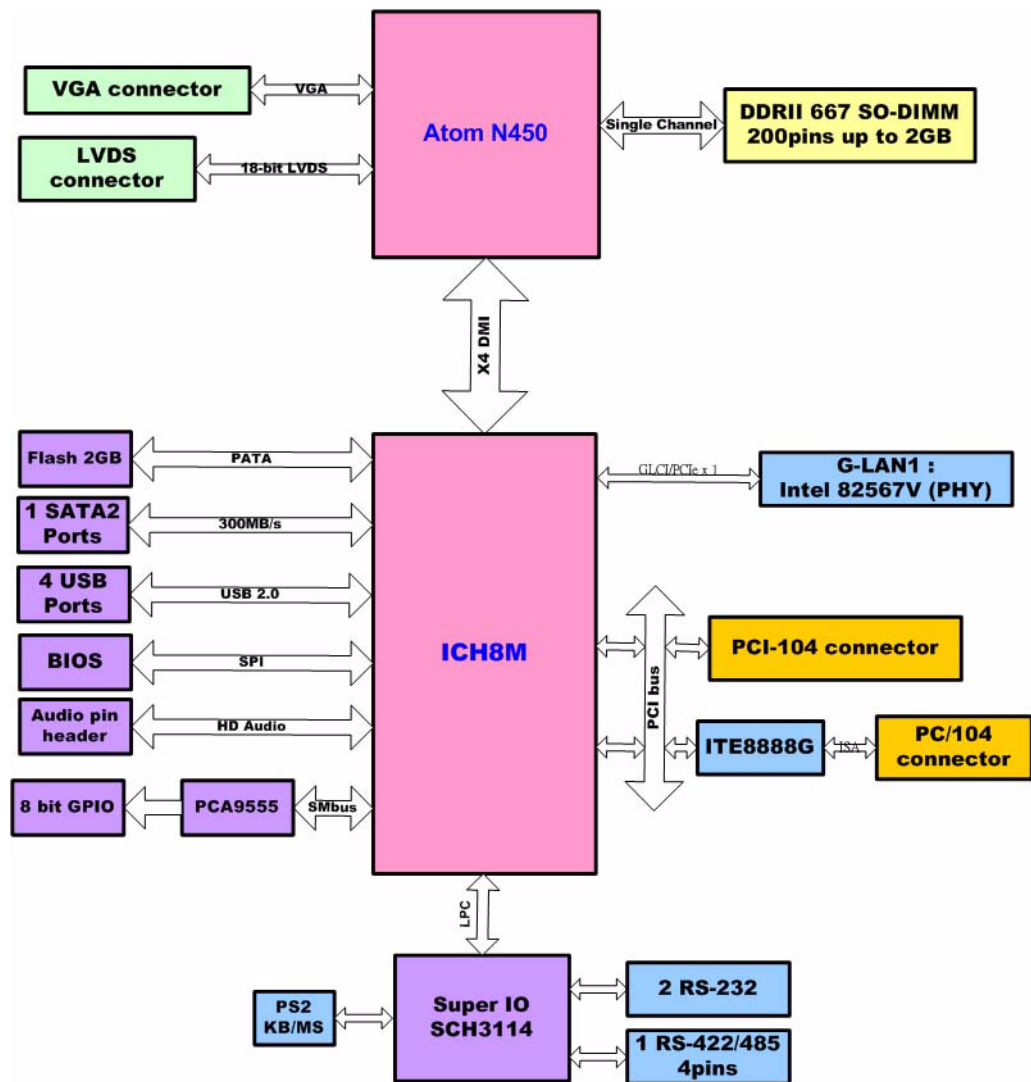 VGA connector
VGA
Atom N450
Single Channel
DDRII 667 SO-DIMM
200pins up to 2GB
LVDS
connector
18-bit LVDS
X4 DMI
Flash 2GB
PATA
GLCI/PCIe x 1
G-LAN1 :
Intel 82567V (PHY)
1 SATA2
Ports
300MB/s
4 USB
Ports
USB 2.0
ICH8M
BIOS
SPI
PCI bus
PCI-104 connector
Audio pin
header
HD Audio
ITE8888G
ISA
PC/104
connector
8 bit GPIO
PCA9555
SMbus
LPC
PS2
KB/MS
Super IO
SCH3114
2 RS-232
1 RS-422/485
4pins